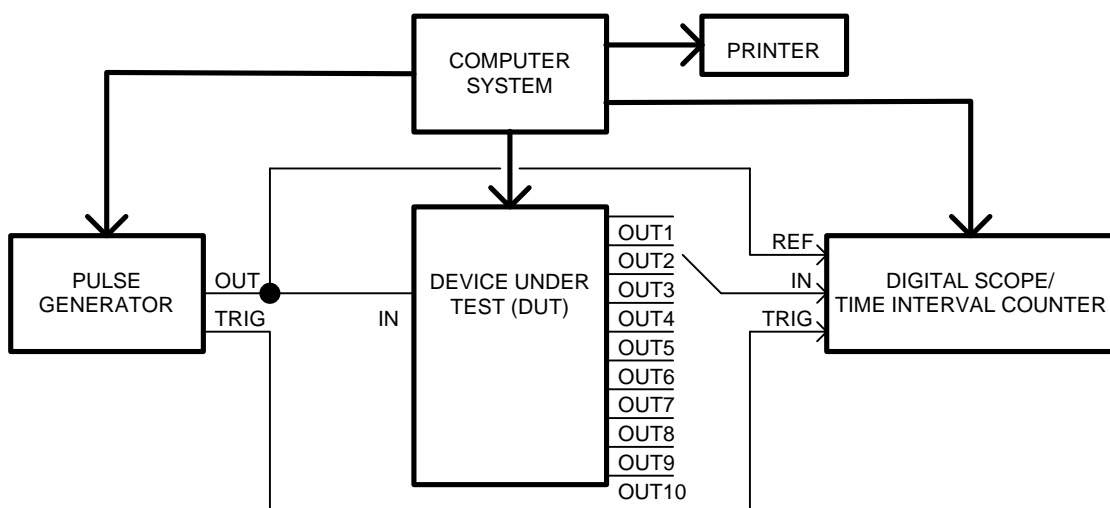 COMPUTER
SYSTEM
PRINTER
PULSE
GENERATOR
OUT
TRIG
IN
DEVICE UNDER
TEST (DUT)
OUT1
OUT2
OUT3
OUT4
OUT5
OUT6
OUT7
OUT8
OUT9
OUT10
REF
IN
TRIG
DIGITAL SCOPE/
TIME INTERVAL COUNTER